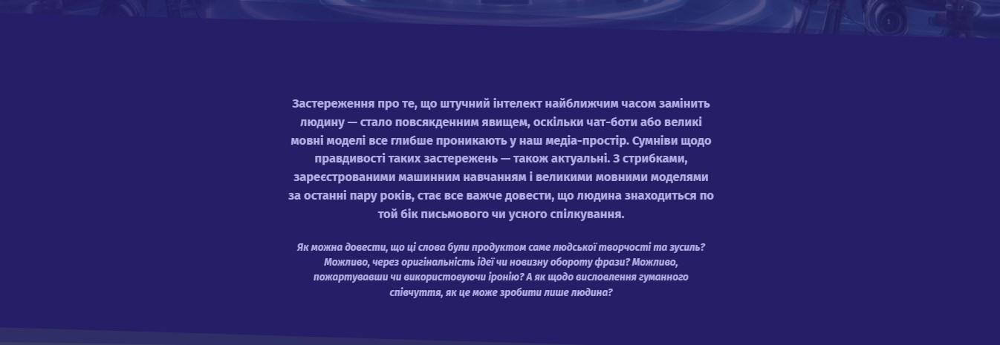 Застереження про те, що штучний інтелект найближчим часом замінить
людину — стало повсякденним явищем, оскільки чат-боти або великі
мовні моделі все глибше проникають у наш медіа-простір. Сумніви щодо
правдивості таких застережень — також актуальні. З стрибками,
зареєстрованими машинним навчанням і великими мовними моделями
за останні пару років, стає все важче довести, що людина знаходиться по
той бік письмового чи усного спілкування.
Як можна довести, що ці слова були продуктом саме людської творчості та зусиль?
Можливо, через оригінальність ідеї чи новизну обороту фрази? Можливо,
пожартувавши чи використовуючи іронію? А як щодо висловлення гуманного
співчуття, як це може зробити лише людина?